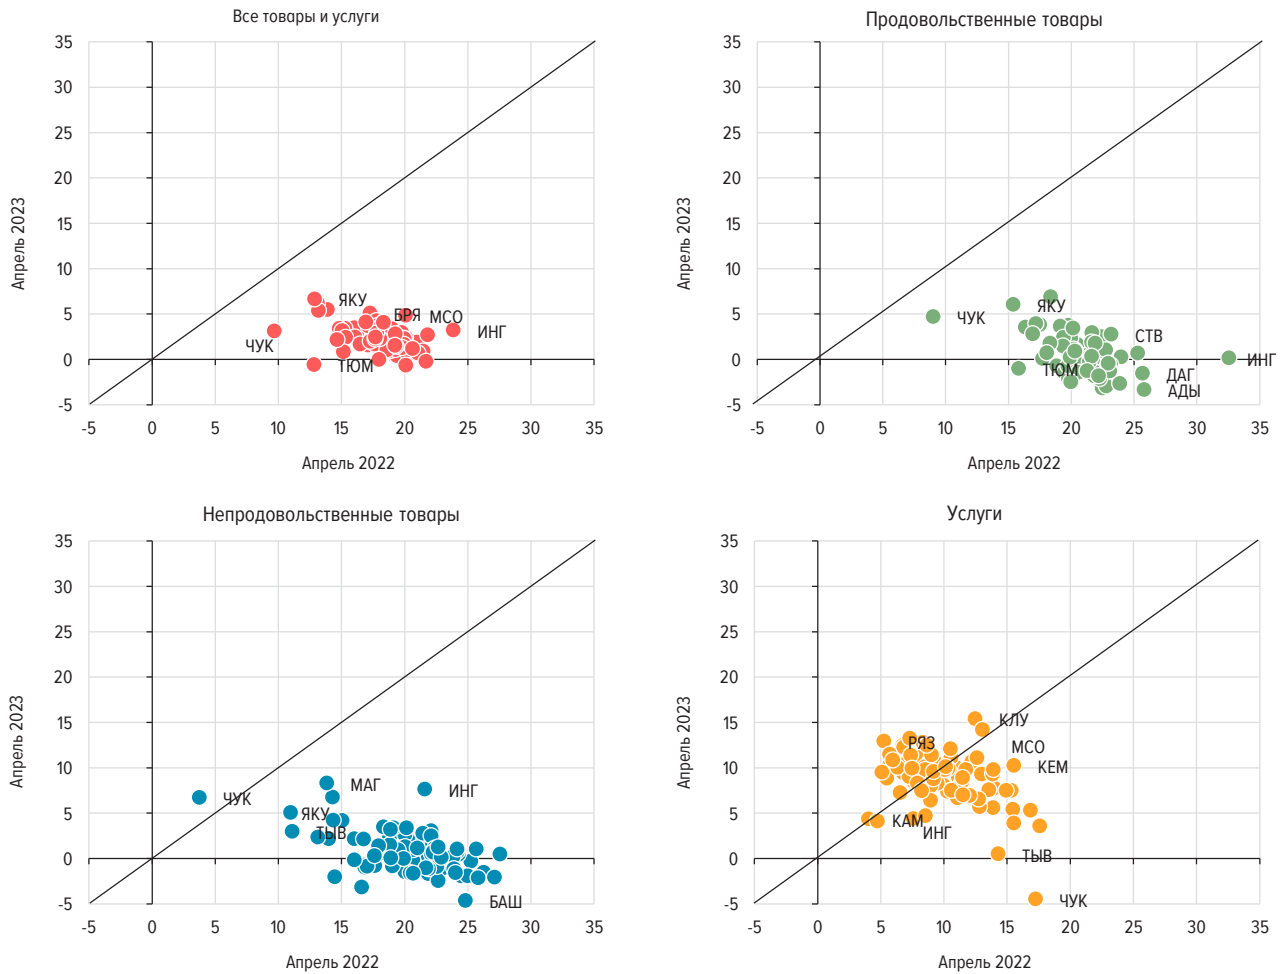 Все товары и услуги
35
30
25
20
15
10
5
0
-5
Апрель 2023
ЯКУ
БРЯ
МСО
ИНГ
ЧУК
ТЮМ
-5 0 5 10 15 20 25 30 35
Апрель 2022
Продовольственные товары
35
30
25
20
15
10
5
0
-5
Апрель 2023
ЯКУ
ЧУК
СТВ
ИНГ
ТЮМ
ДАГ
АДЫ
-5 0 5 10 15 20 25 30 35
Апрель 2022
Непродовольственные товары
35
30
25
20
15
10
5
0
-5
Апрель 2023
МАГ
ИНГ
ЧУК
ЯКУ
ТЫВ
БАШ
-5 0 5 10 15 20 25 30 35
Апрель 2022
Услуги
35
30
25
20
15
10
5
0
-5
Апрель 2023
КЛУ
РЯЗ
МСО
КЕМ
КАМ
ИНГ
ТЫВ
ЧУК
-5 0 5 10 15 20 25 30 35
Апрель 2022